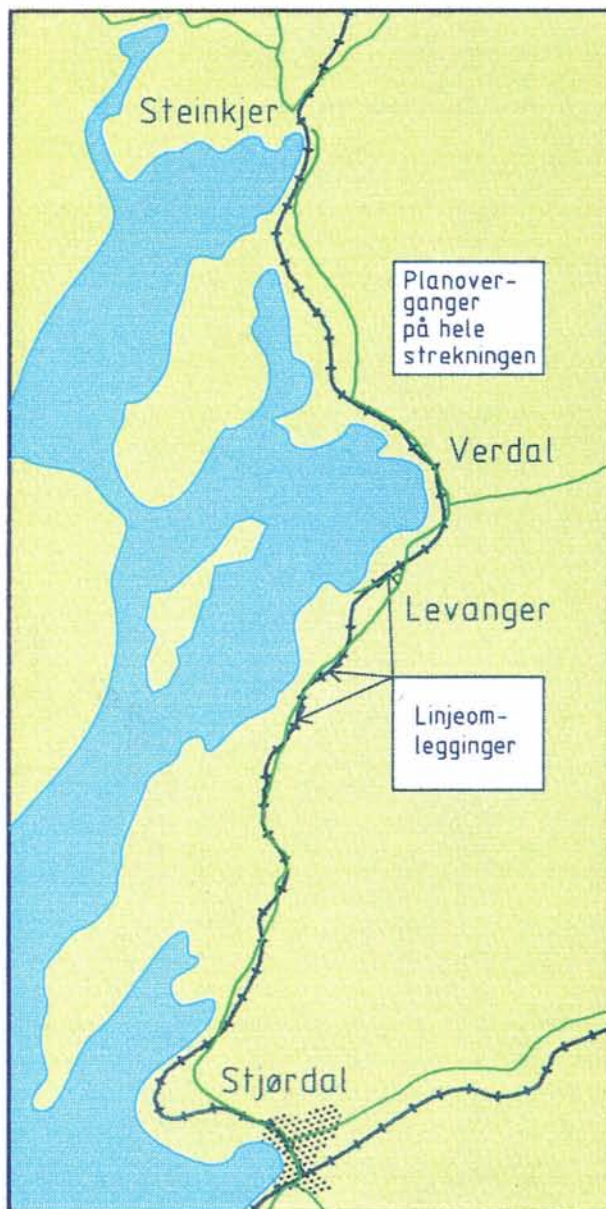 Steinkjer
Planover-
ganger
på hele
strekningen
Verdal
Levanger
Linjeom-
legginger
Stjørdal